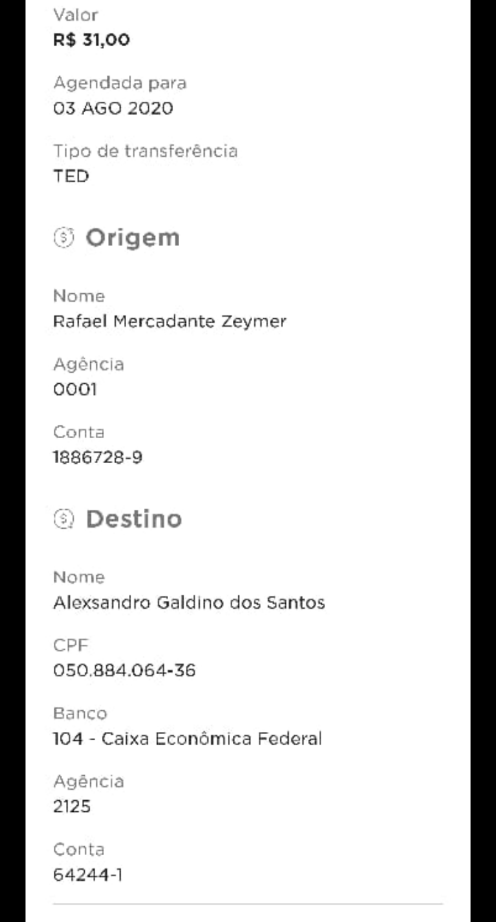 Valor
R$ 31,00
Agendada para
03 AGO 2020
Tipo de transferência
TED
Origem
Nome
Rafael Mercadante Zeymer
Agência
0001
Conta
1886728-9
Destino
Nome
Alexsandro Galdino dos Santos
CPF
050.884.064-36
Banco
104 - Caixa Econômica Federal
Agência
2125
Conta
64244-1